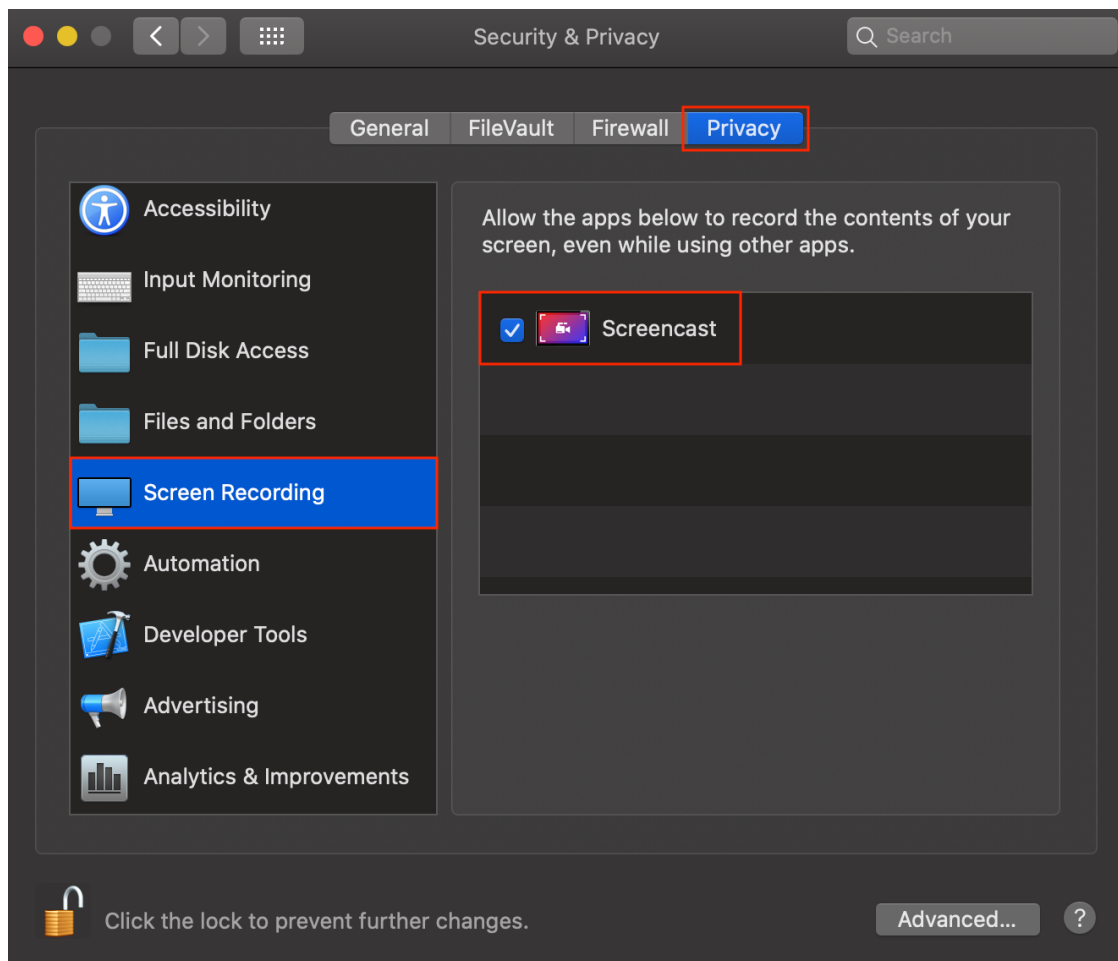 Security & Privacy
Search
General
FileVault
Firewall
Privacy
Accessibility
Input Monitoring
Full Disk Access
Files and Folders
Screen Recording
Automation
Developer Tools
Advertising
Analytics & Improvements
Allow the apps below to record the contents of your
screen, even while using other apps.
Screencast
Click the lock to prevent further changes.
Advanced...
?